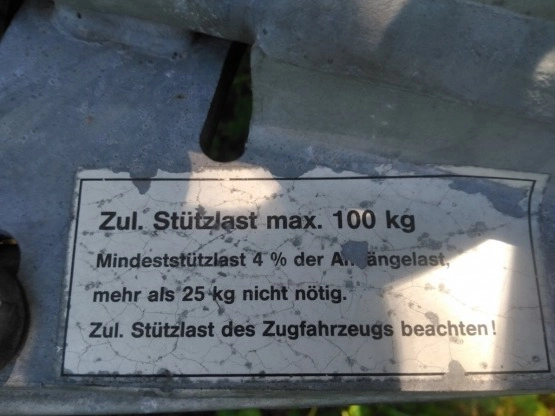 Zul. Stützlast max. 100 kg
Mindeststützlast 4 % der Anhängelast,
mehr als 25 kg nicht nötig.
Zul. Stützlast des Zugfahrzeugs beachten!